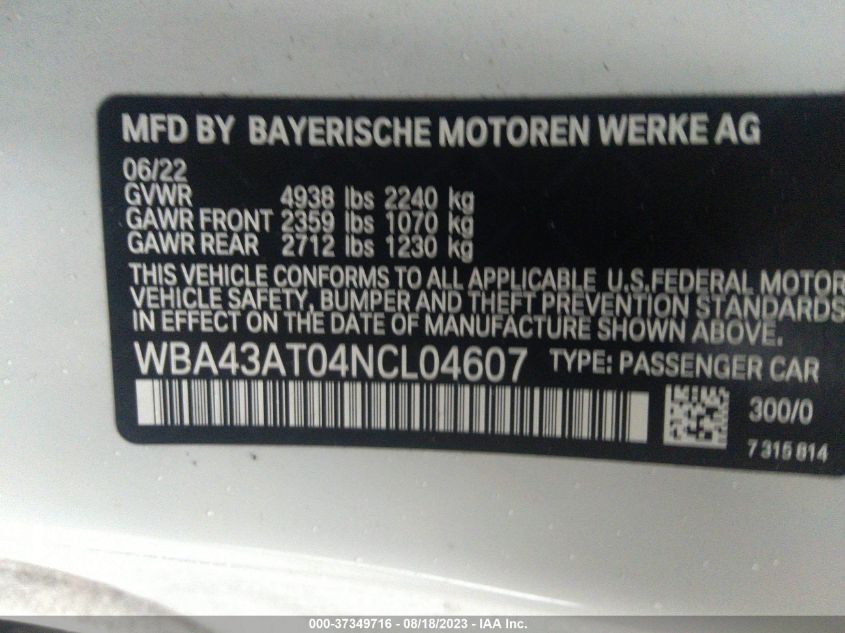 MFD BY BAYERISCHE MOTOREN WERKE AG
06/22
GVWR 4938 lbs 2240 kg
GAWR FRONT 2359 lbs 1070 kg
GAWR REAR 2712 lbs 1230 kg
THIS VEHICLE CONFORMS TO ALL APPLICABLE U.S.FEDERAL MOTOR
VEHICLE SAFETY, BUMPER AND THEFT PREVENTION STANDARDS
IN EFFECT ON THE DATE OF MANUFACTURE SHOWN ABOVE.
WBA43AT04NCL04607 TYPE: PASSENGER CAR
300/0
7 315 814
000-37349716 - 08/18/2023 - IAA Inc.